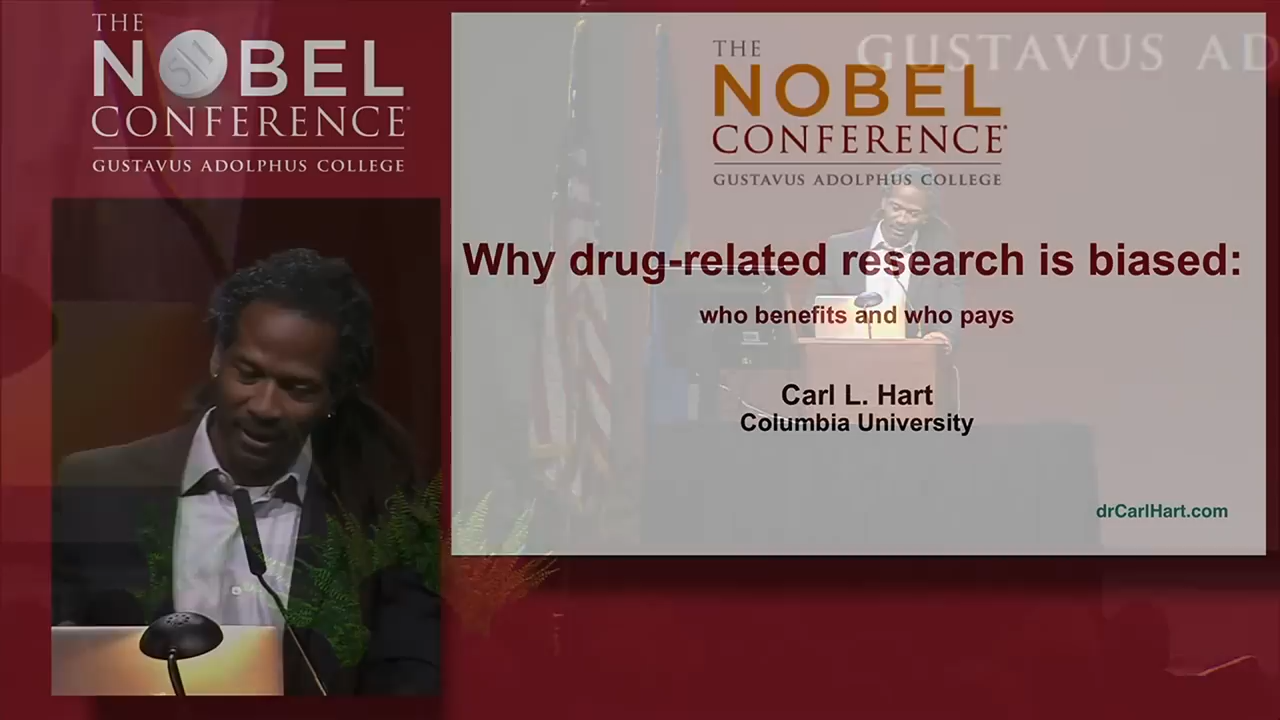 THE
NOBEL
CONFERENCE
GUSTAVUS ADOLPHUS COLLEGE
GUSTAVUS AD
THE
NOBEL
CONFERENCE
GUSTAVUS ADOLPHUS COLLEGE
Why drug-related research is biased:
who benefits and who pays
Carl L. Hart
Columbia University
drCarlHart.com